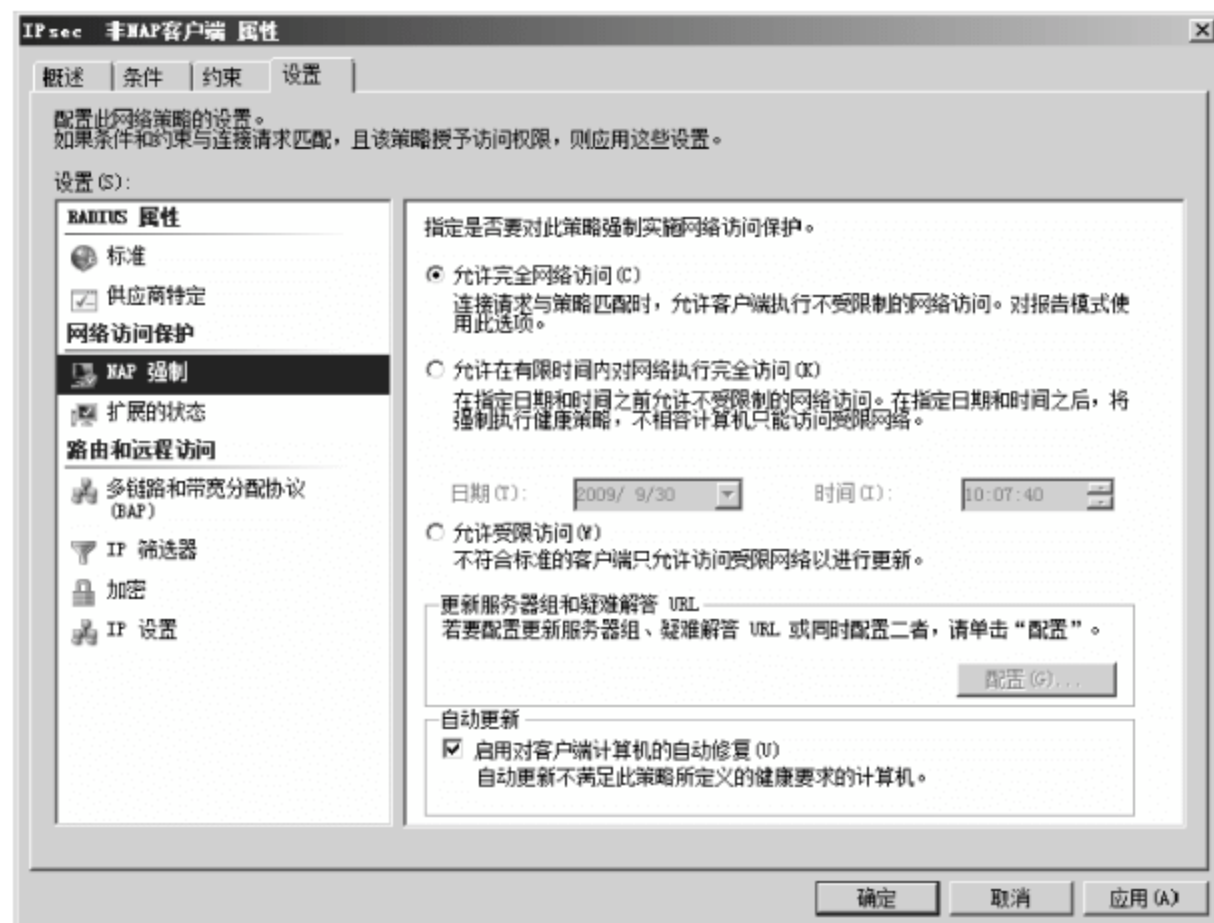 IPsec 非NAP客户端 属性
概述 条件 约束 设置
配置此网络策略的设置。
如果条件和约束与连接请求匹配，且该策略授予访问权限，则应用这些设置。
设置(S):
RADIUS 属性
标准
供应商特定
网络访问保护
NAP 强制
扩展的状态
路由和远程访问
多链路和带宽分配协议
(BAP)
IP 筛选器
加密
IP 设置
指定是否要对此策略强制实施网络访问保护。
允许完全网络访问(C)
连接请求与策略匹配时，允许客户端执行不受限制的网络访问。对报告模式使
用此选项。
允许在有限时间内对网络执行完全访问(K)
在指定日期和时间之前允许不受限制的网络访问。在指定日期和时间之后，将
强制执行健康策略，不相容计算机只能访问受限网络。
日期(T): 2009/ 9/30 时间(I): 10:07:40
允许受限访问(W)
不符合标准的客户端只允许访问受限网络以进行更新。
更新服务器组和疑难解答 URL
若要配置更新服务器组、疑难解答 URL 或同时配置二者，请单击“配置”。
配置(G)...
自动更新
启用对客户端计算机的自动修复(U)
自动更新不满足此策略所定义的健康要求的计算机。
确定 取消 应用(A)